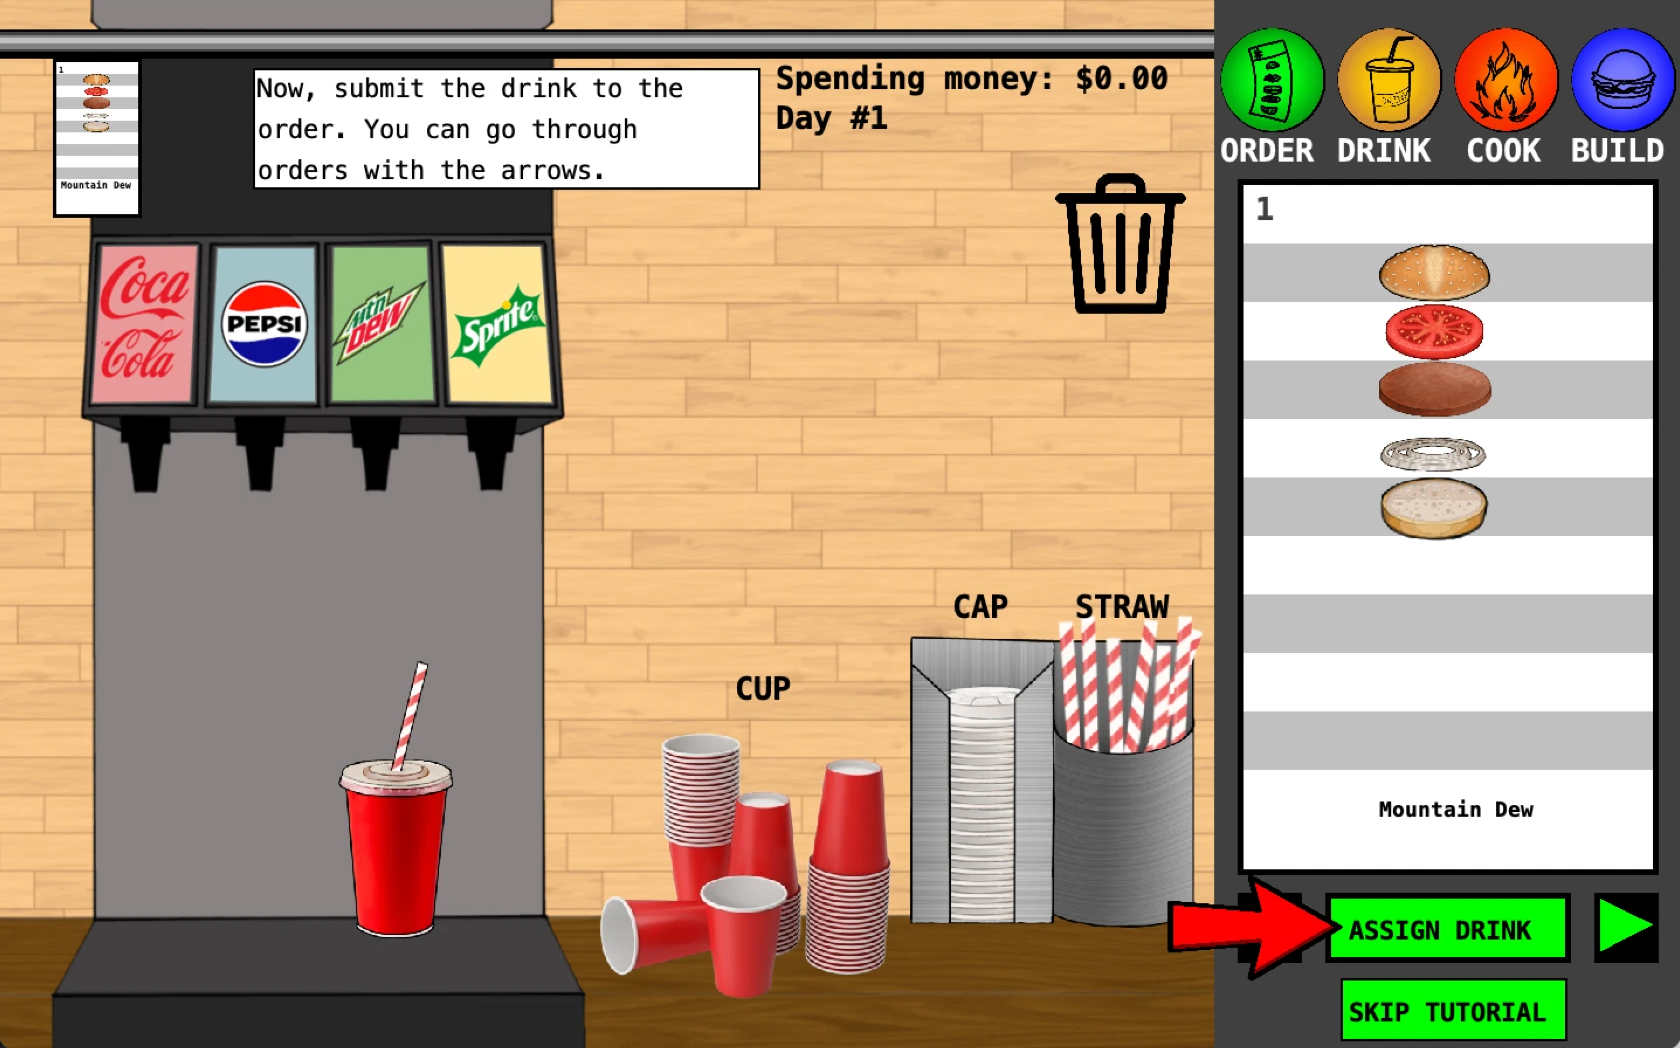 1
Mountain Dew
Now, submit the drink to the
order. You can go through
orders with the arrows.
Spending money: $0.00
Day #1
ORDER
DRINK
COOK
BUILD
Coca
Cola
PEPSI
Mtn
DEW
Sprite
1
Mountain Dew
CUP
CAP
STRAW
ASSIGN DRINK
SKIP TUTORIAL